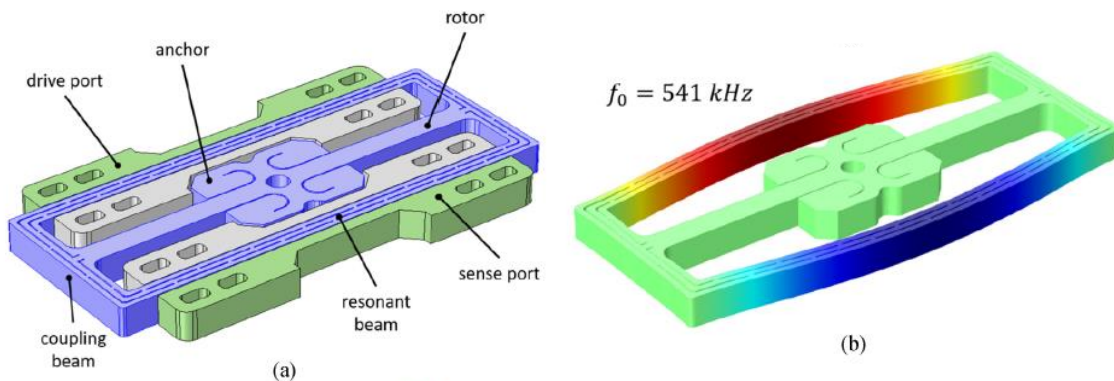 rotor
anchor
drive port
sense port
resonant
beam
coupling
beam
(a)
f₀ = 541 kHz
(b)